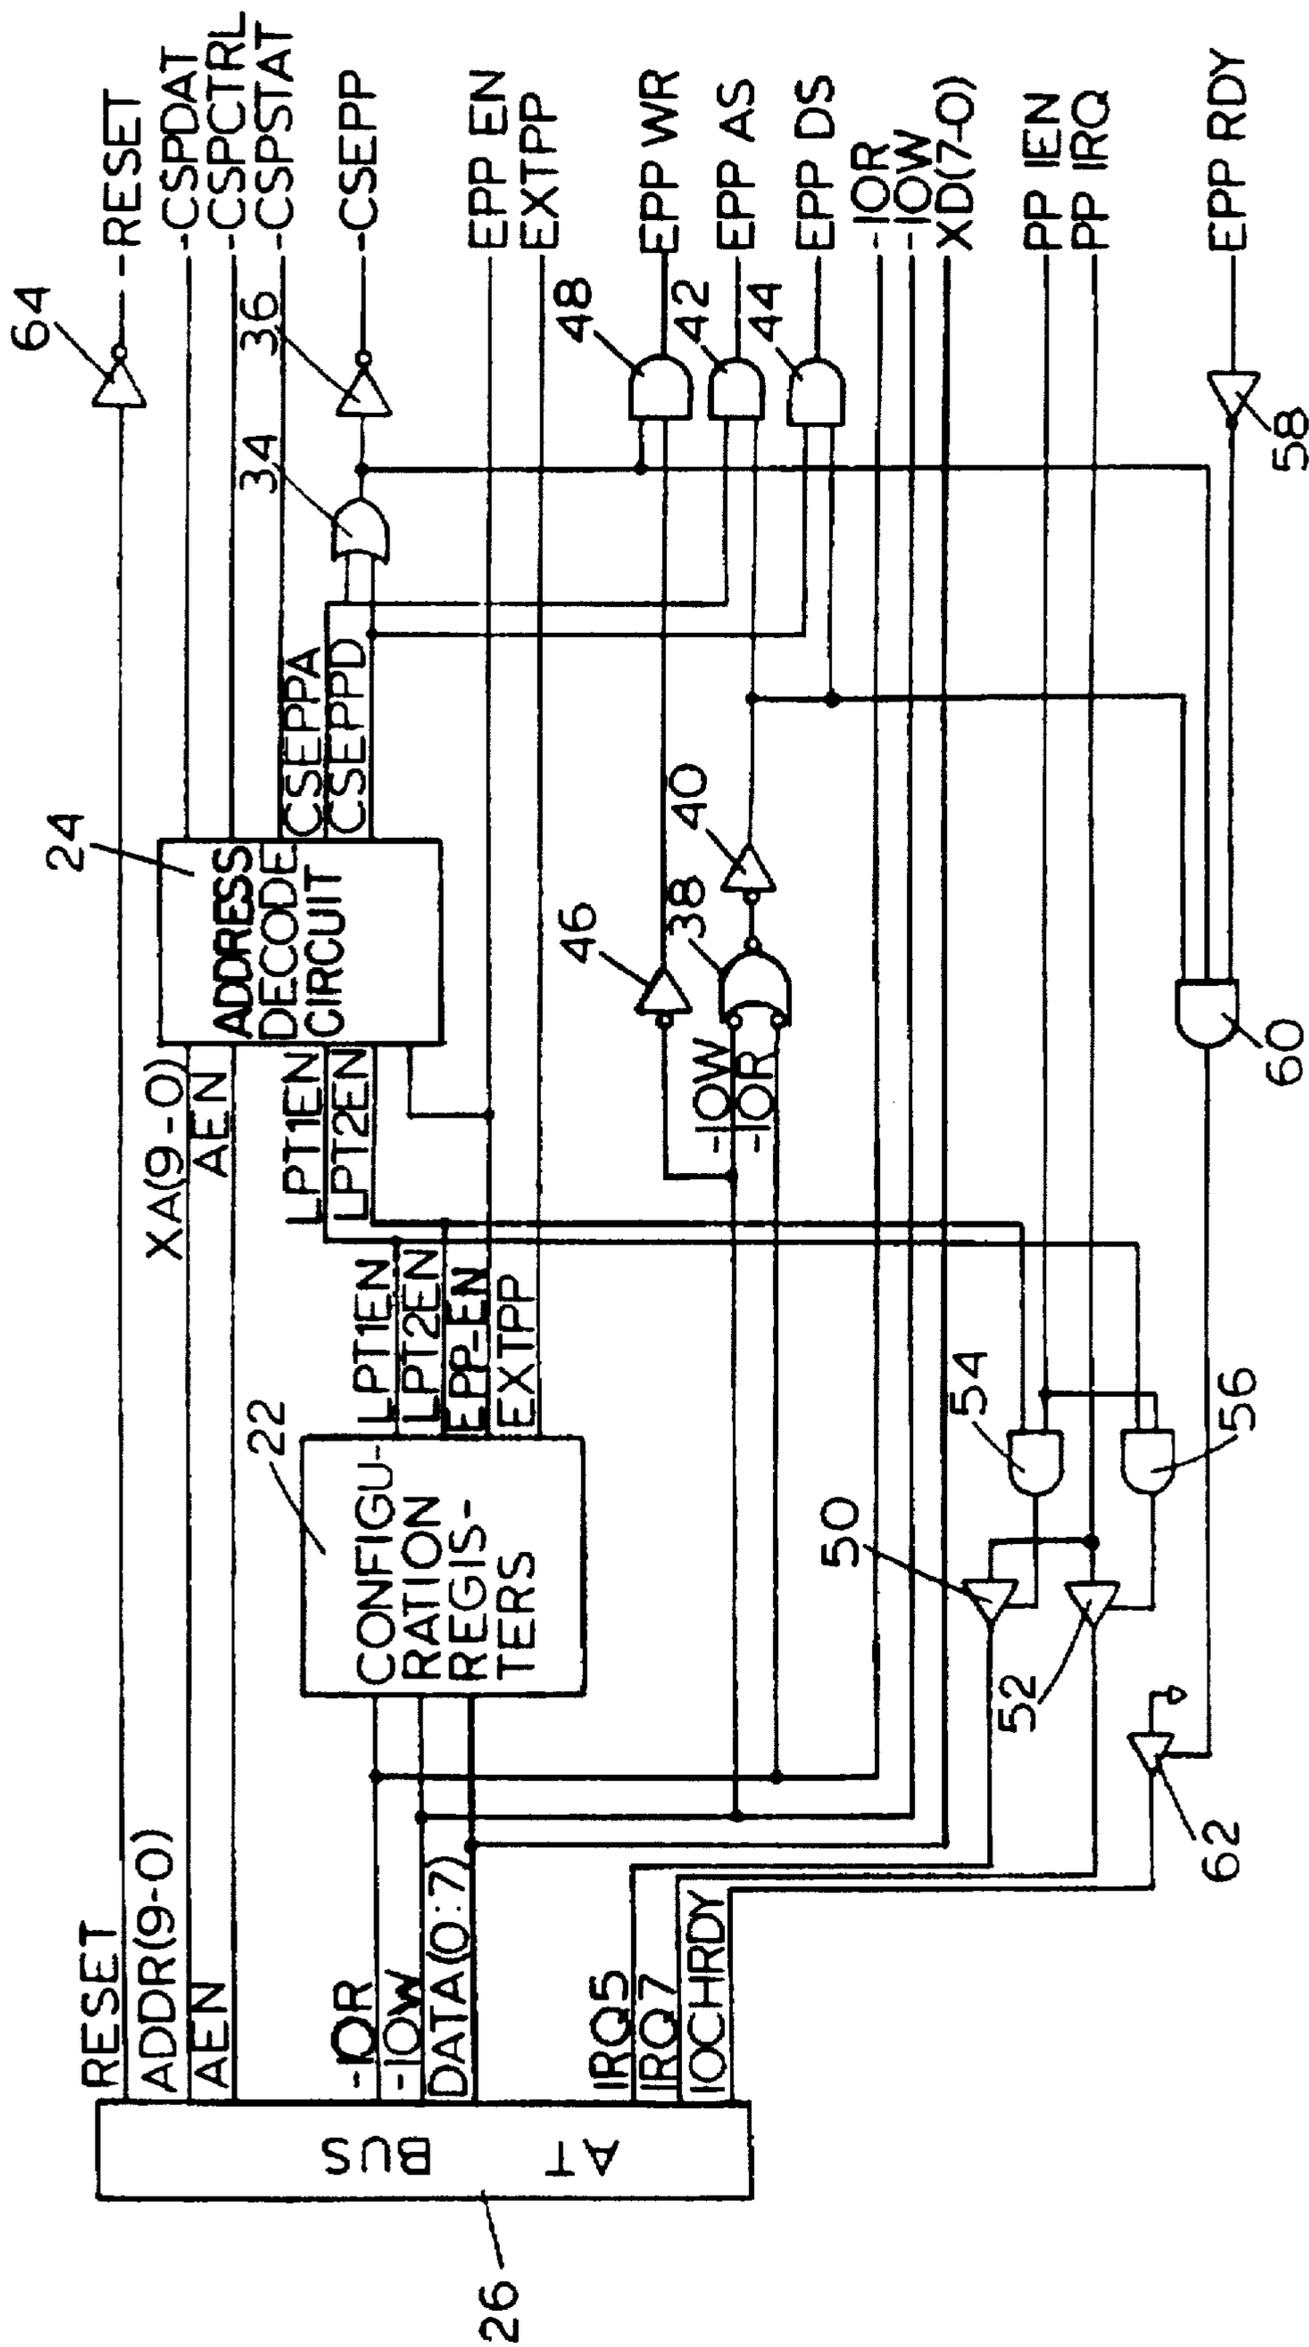 64
-RESET
-CSPDAT
-CSPCTRL
-CSPSTAT
36
-CSEPP
34
EPP EN
EXTPP
48
EPP WR
42
EPP AS
44
EPP DS
-IOR
-IOW
XD(7-0)
PP IEN
PP IRQ
EPP RDY
58
CSEPPA
CSEPPD
24
ADDRESS
DECODE
CIRCUIT
46
38
40
-IOW
-IOR
60
XA(9-0)
AEN
LPT1EN
LPT2EN
LPT1EN
LPT2EN
EPP-EN
EXTPP
22
CONFIGU-
RATION
REGIS-
TERS
54
56
50
52
62
RESET
ADDR(9-0)
AEN
-IOR
-IOW
DATA(0:7)
IRQ5
IRQ7
IOCHRDY
AT
BUS
26